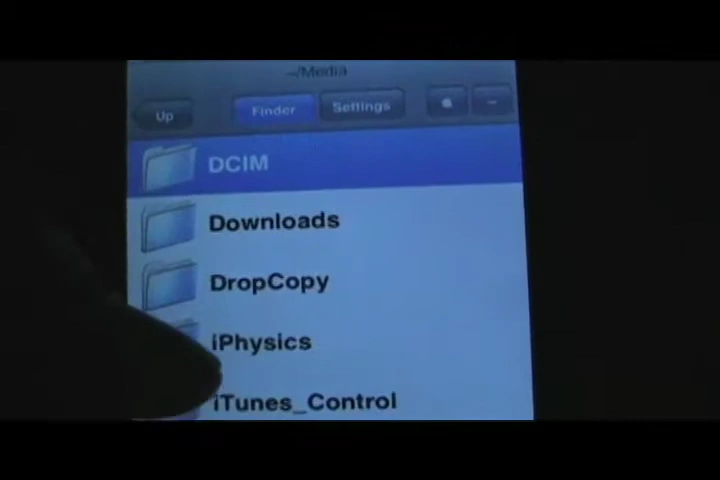 ~/Media
Up Finder Settings
DCIM
Downloads
DropCopy
iPhysics
iTunes_Control